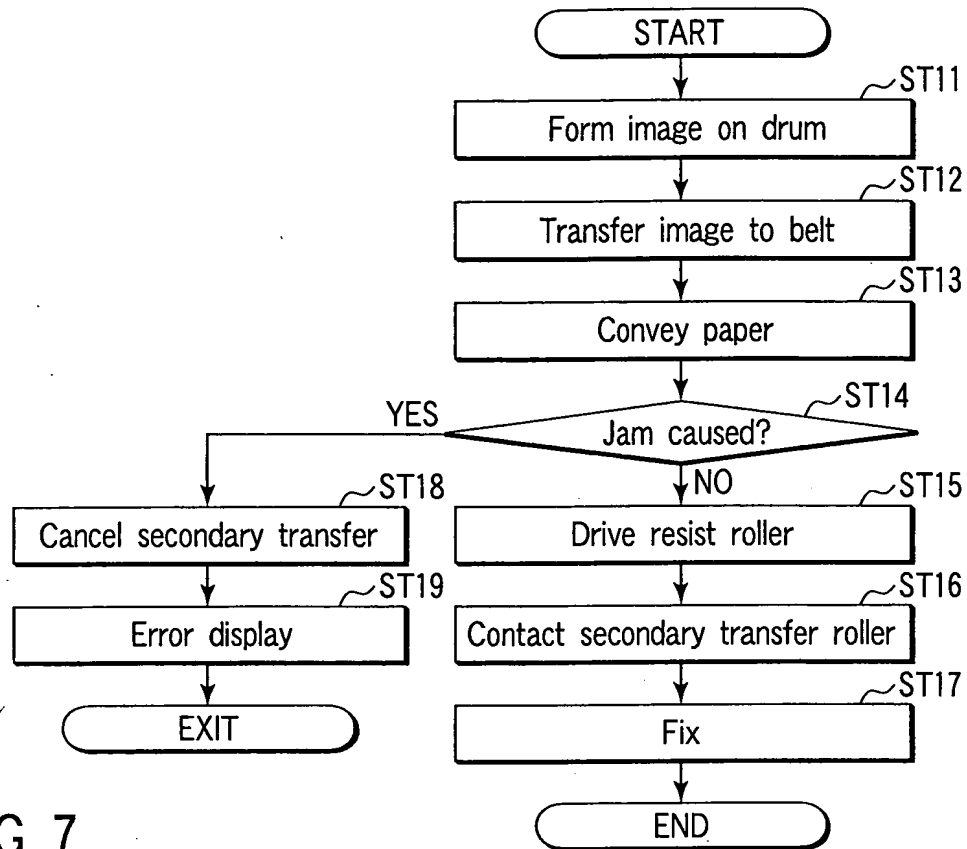 START
ST11
Form image on drum
ST12
Transfer image to belt
ST13
Convey paper
ST14
Jam caused?
YES
NO
ST18
Cancel secondary transfer
ST19
Error display
EXIT
ST15
Drive resist roller
ST16
Contact secondary transfer roller
ST17
Fix
END
G 7